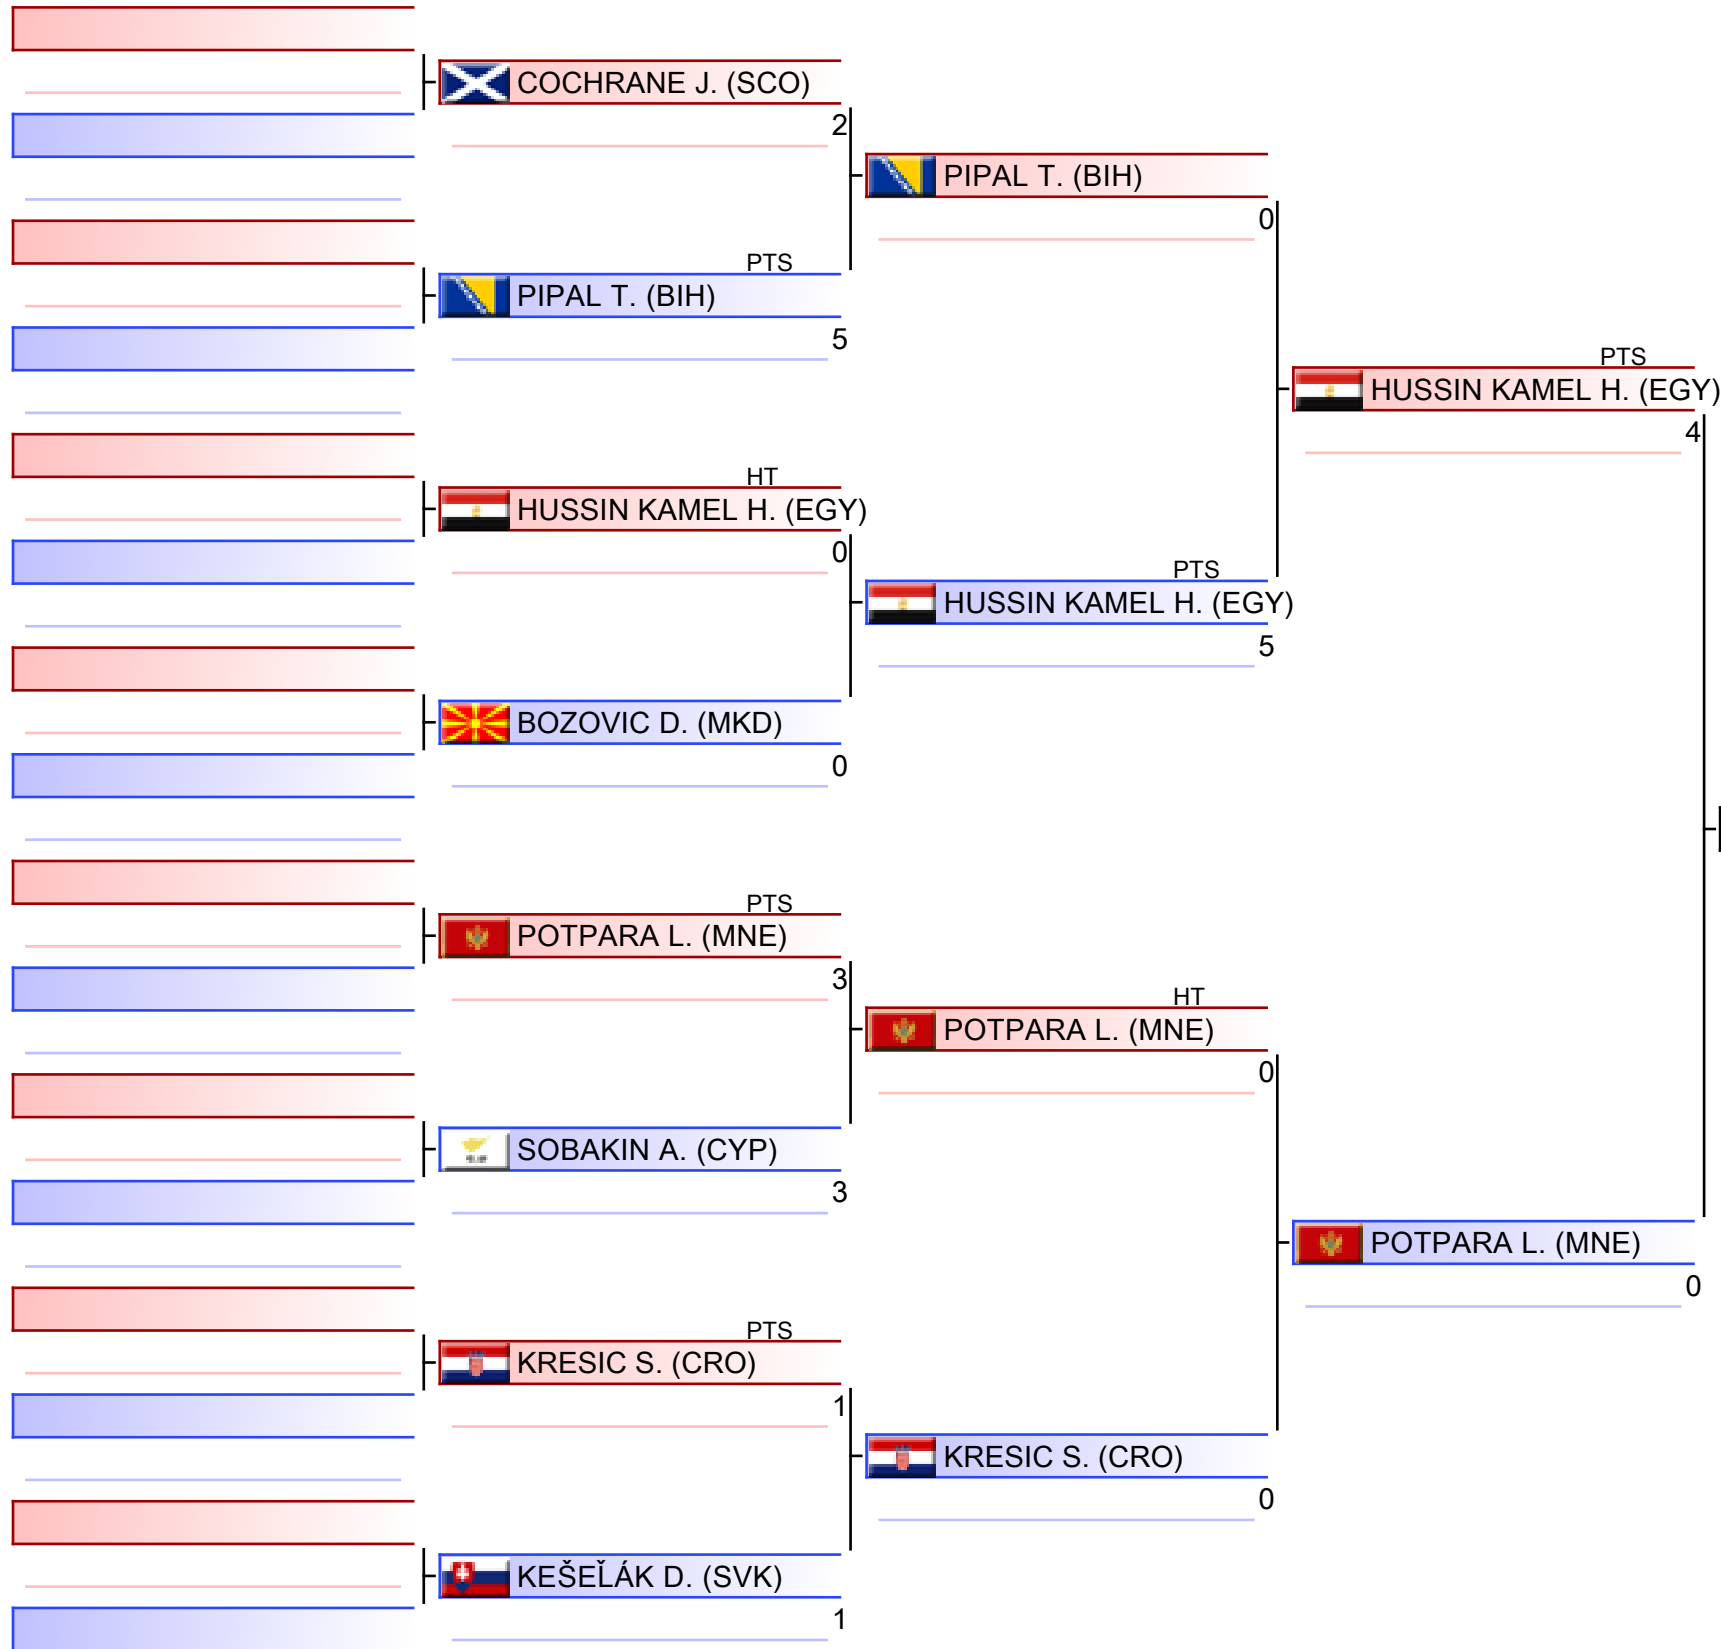 COCHRANE J. (SCO)
2
PTS
PIPAL T. (BIH)
5
HT
HUSSIN KAMEL H. (EGY)
0
BOZOVIC D. (MKD)
0
PTS
POTPARA L. (MNE)
3
SOBAKIN A. (CYP)
3
PTS
KRESIC S. (CRO)
1
KEŠEĽÁK D. (SVK)
1
PIPAL T. (BIH)
0
PTS
HUSSIN KAMEL H. (EGY)
5
HT
POTPARA L. (MNE)
0
KRESIC S. (CRO)
0
PTS
HUSSIN KAMEL H. (EGY)
4
POTPARA L. (MNE)
0